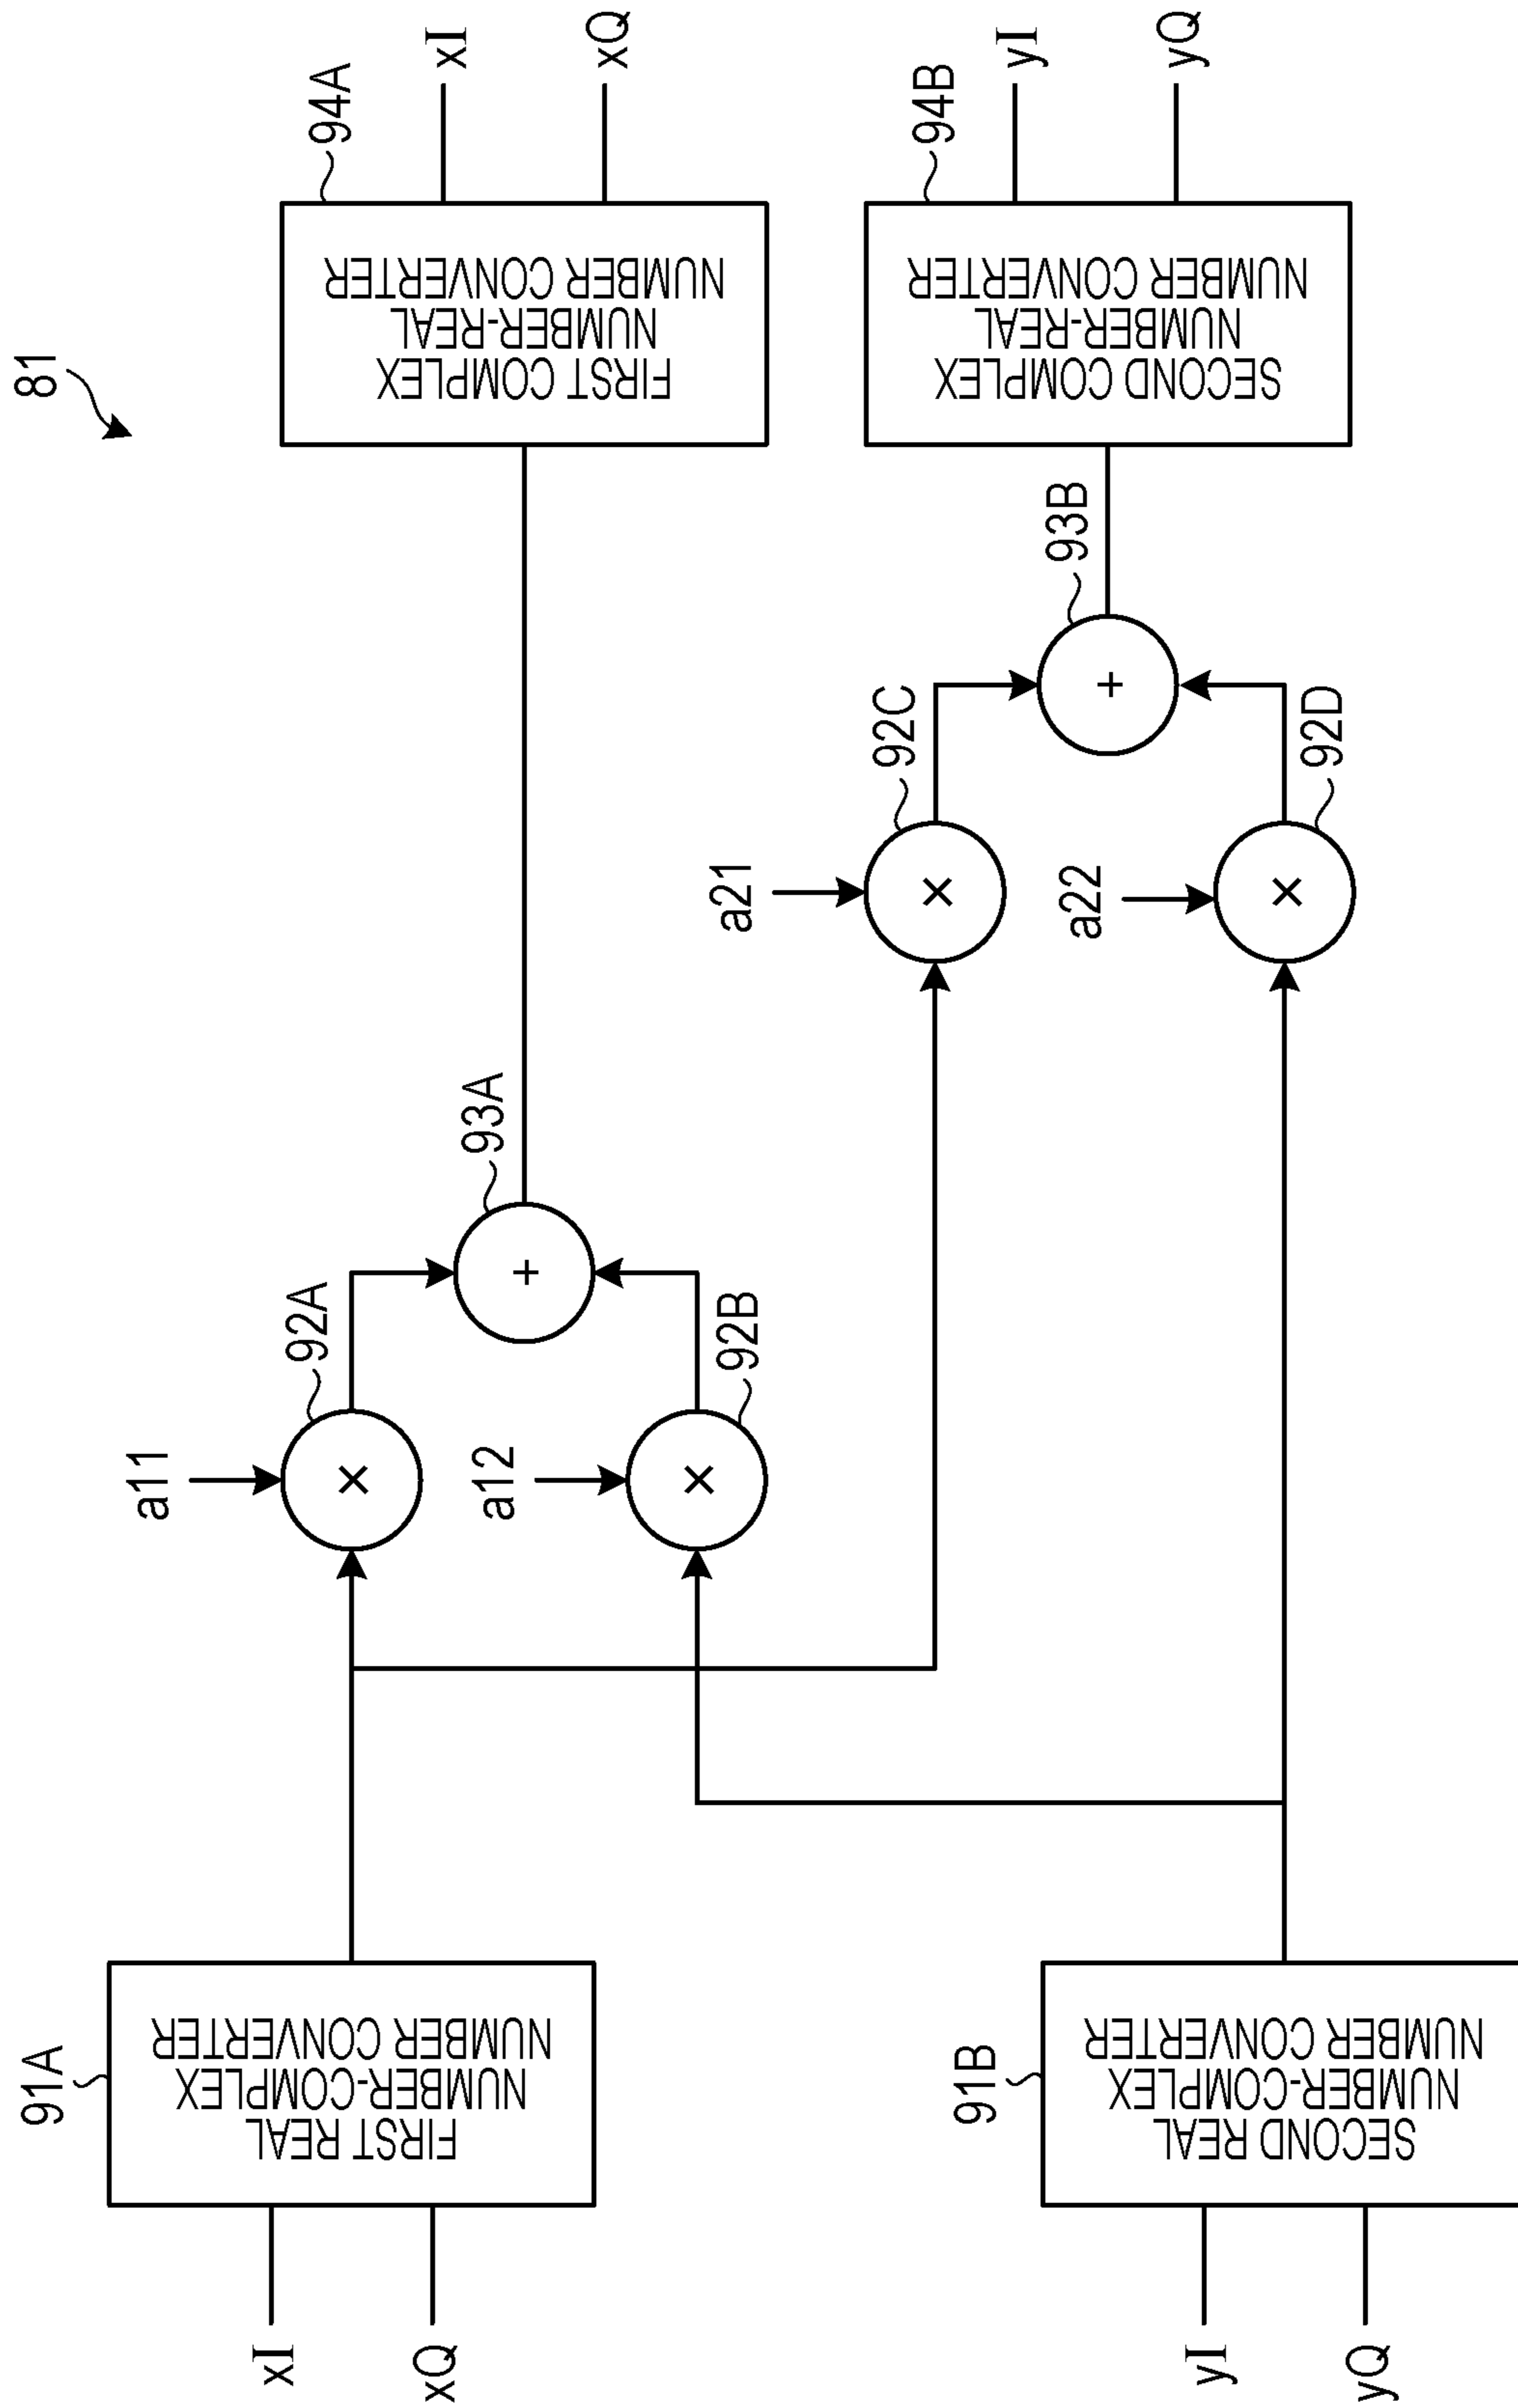 81
91A
xI
xQ
FIRST REAL
NUMBER-COMPLEX
NUMBER CONVERTER
a11
92A
×
a12
92B
×
93A
+
94A
FIRST COMPLEX
NUMBER-REAL
NUMBER CONVERTER
xI
xQ
91B
yI
yQ
SECOND REAL
NUMBER-COMPLEX
NUMBER CONVERTER
a21
92C
×
a22
92D
×
93B
+
94B
SECOND COMPLEX
NUMBER-REAL
NUMBER CONVERTER
yI
yQ